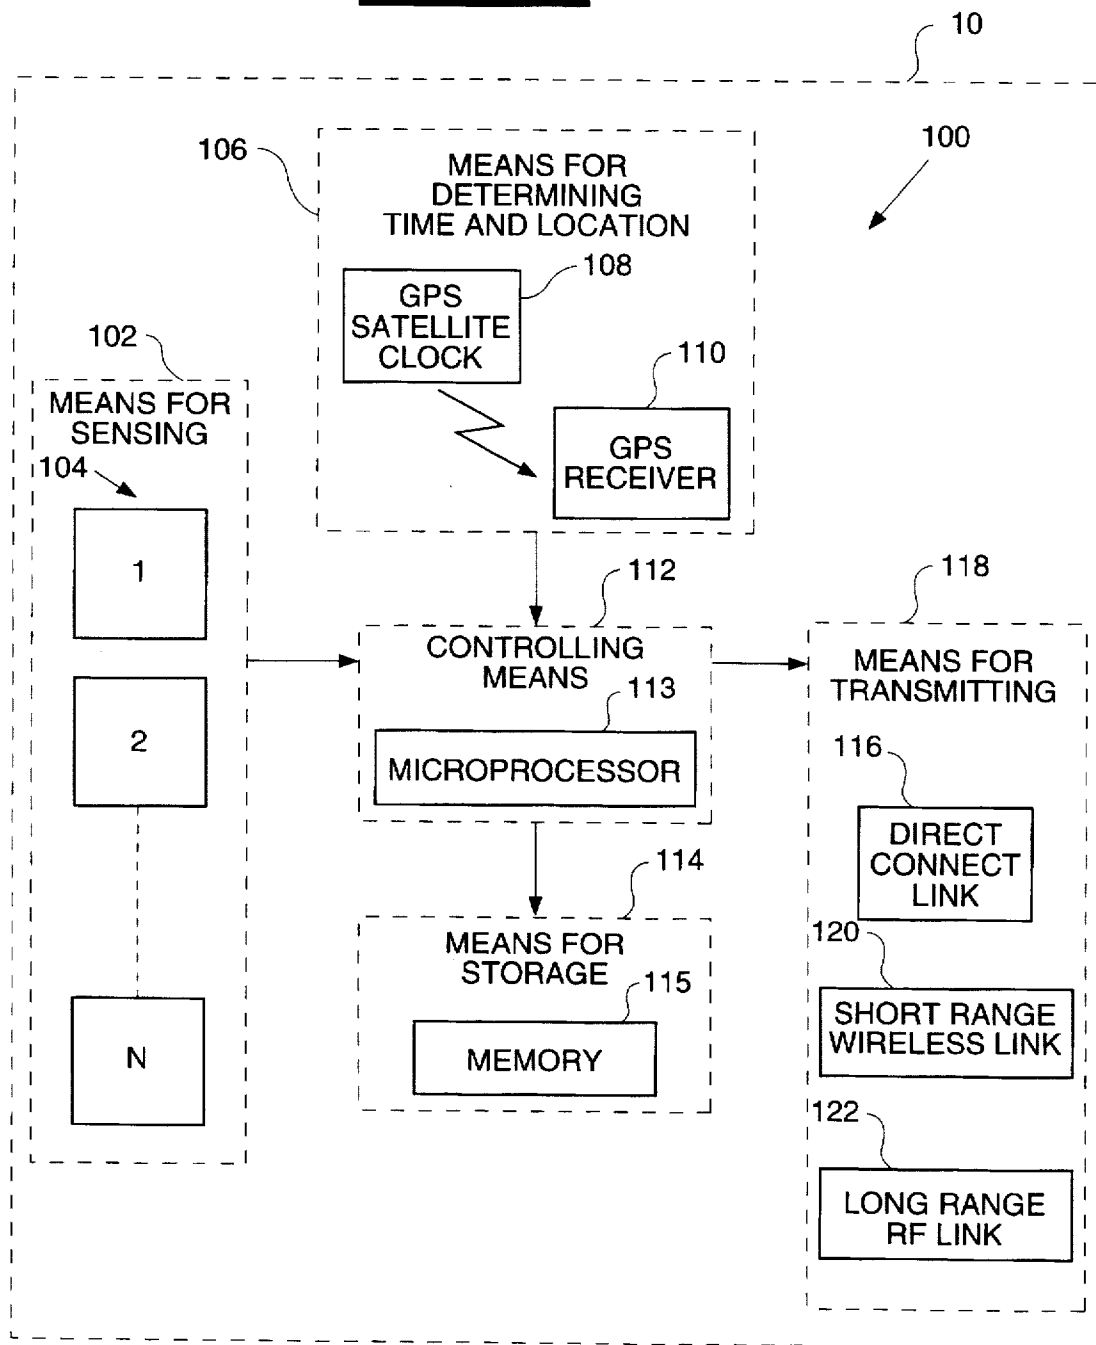 10
100
106
MEANS FOR
DETERMINING
TIME AND LOCATION
108
GPS
SATELLITE
CLOCK
110
GPS
RECEIVER
102
MEANS FOR
SENSING
104
1
2
N
112
CONTROLLING
MEANS
113
MICROPROCESSOR
114
MEANS FOR
STORAGE
115
MEMORY
118
MEANS FOR
TRANSMITTING
116
DIRECT
CONNECT
LINK
120
SHORT RANGE
WIRELESS LINK
122
LONG RANGE
RF LINK